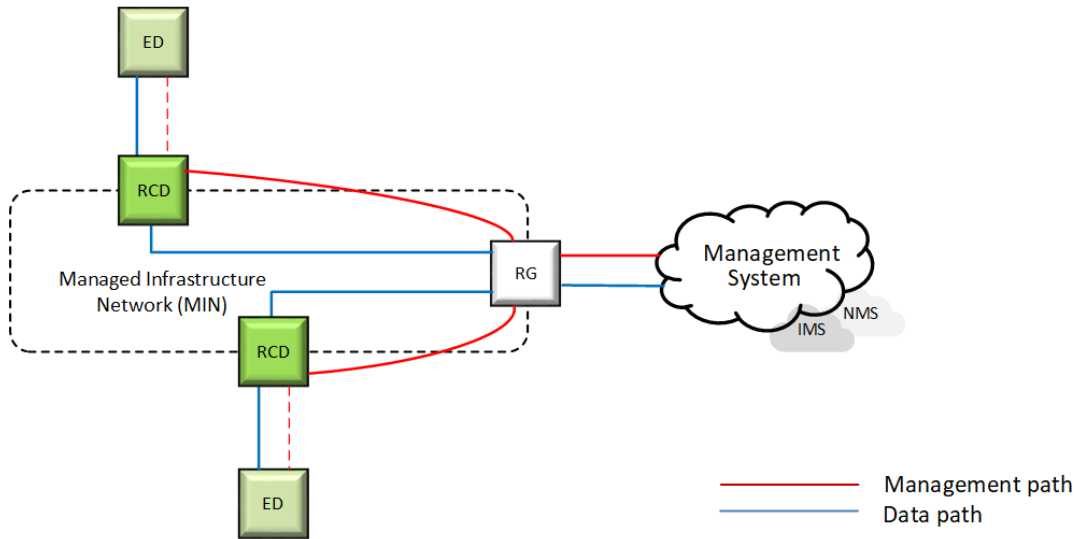 ED
RCD
Managed Infrastructure
Network (MIN)
RG
Management
System
NMS
IMS
RCD
ED
Management path
Data path